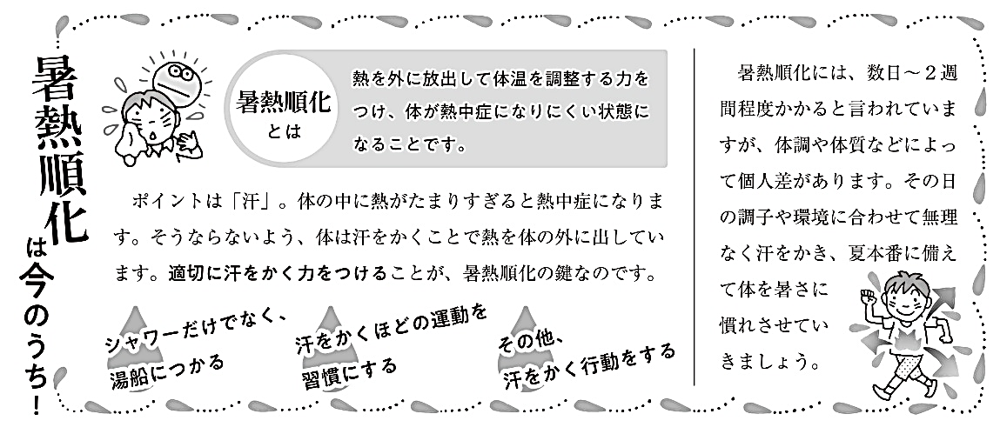 暑熱順化は今のうち！
暑熱順化
とは
熱を外に放出して体温を調整する力を
つけ、体が熱中症になりにくい状態に
なることです。
ポイントは「汗」。体の中に熱がたまりすぎると熱中症になりま
す。そうならないよう、体は汗をかくことで熱を体の外に出してい
ます。適切に汗をかく力をつけることが、暑熱順化の鍵なのです。
シャワーだけでなく、
湯船につかる
汗をかくほどの運動を
習慣にする
その他、
汗をかく行動をする
暑熱順化には、数日～２週
間程度かかると言われていま
すが、体調や体質などによっ
て個人差があります。その日
の調子や環境に合わせて無理
なく汗をかき、夏本番に備え
て体を暑さに
慣れさせてい
きましょう。